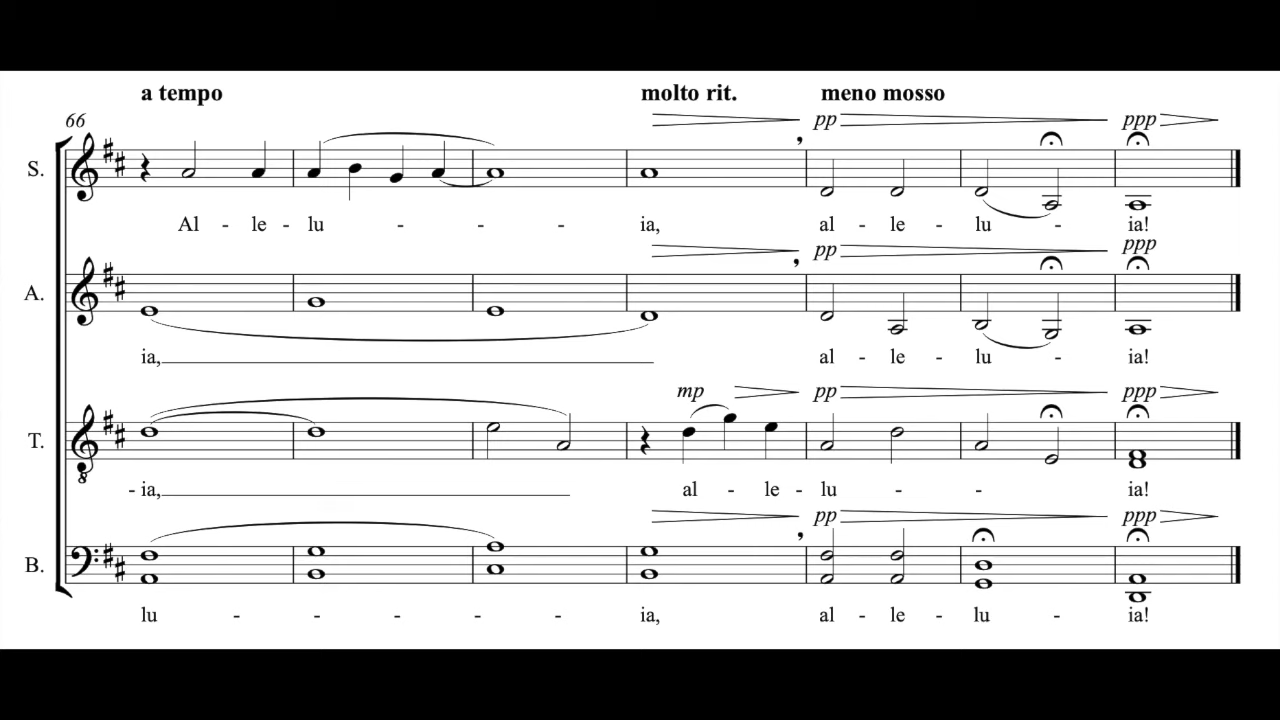 a tempo molto rit. meno mosso
66 pp ppp
S.
Al - le - lu - - - ia, al - le - lu - ia!
pp ppp
A.
ia, al - le - lu - ia!
mp pp ppp
T.
8
- ia, al - le - lu - - ia!
pp ppp
B.
lu - - - - - ia, al - le - lu - ia!